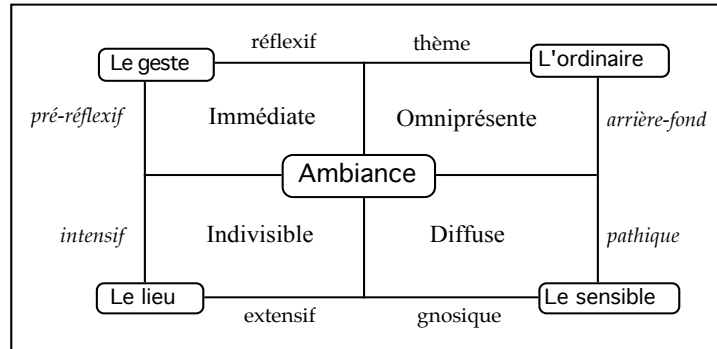 réflexif thème
Le geste L'ordinaire
pré-réflexif Immédiate Omniprésente arrière-fond
Ambiance
intensif Indivisible Diffuse pathique
Le lieu Le sensible
extensif gnosique